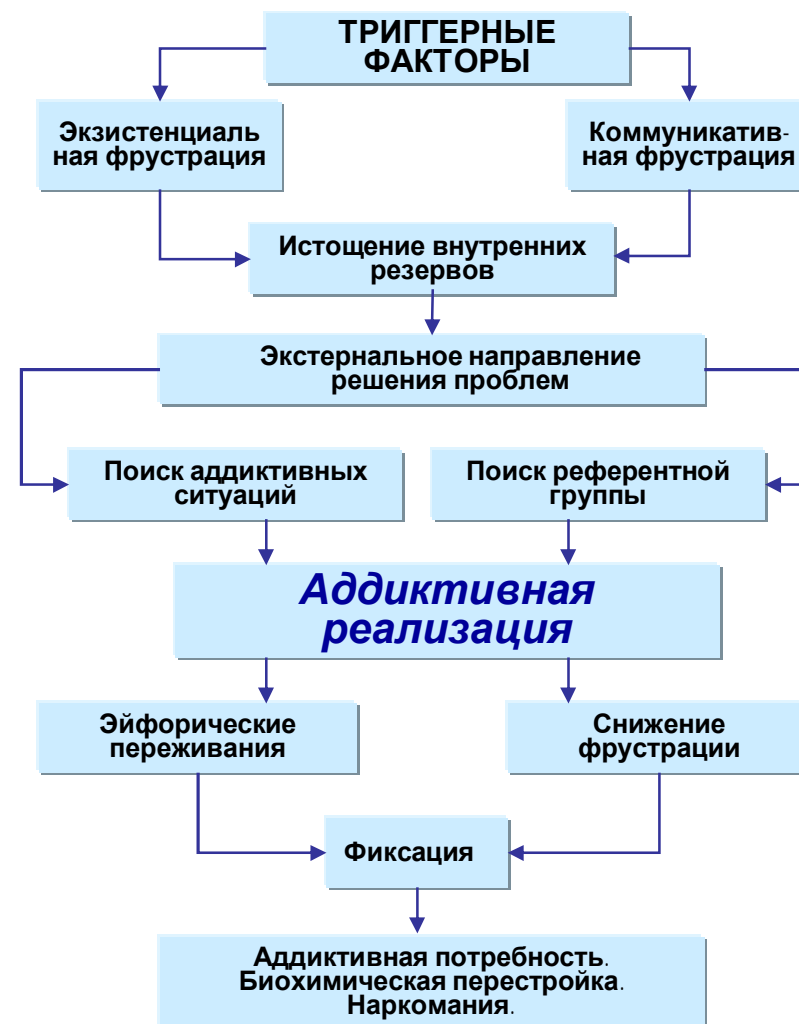 ТРИГГЕРНЫЕ
ФАКТОРЫ
Экзистенциаль
ная фрустрация
Коммуникатив-
ная фрустрация
Истощение внутренних
резервов
Экстернальное направление
решения проблем
Поиск аддиктивных
ситуаций
Поиск референтной
группы
Аддиктивная
реализация
Эйфорические
переживания
Снижение
фрустрации
Фиксация
Аддиктивная потребность.
Биохимическая перестройка.
Наркомания.